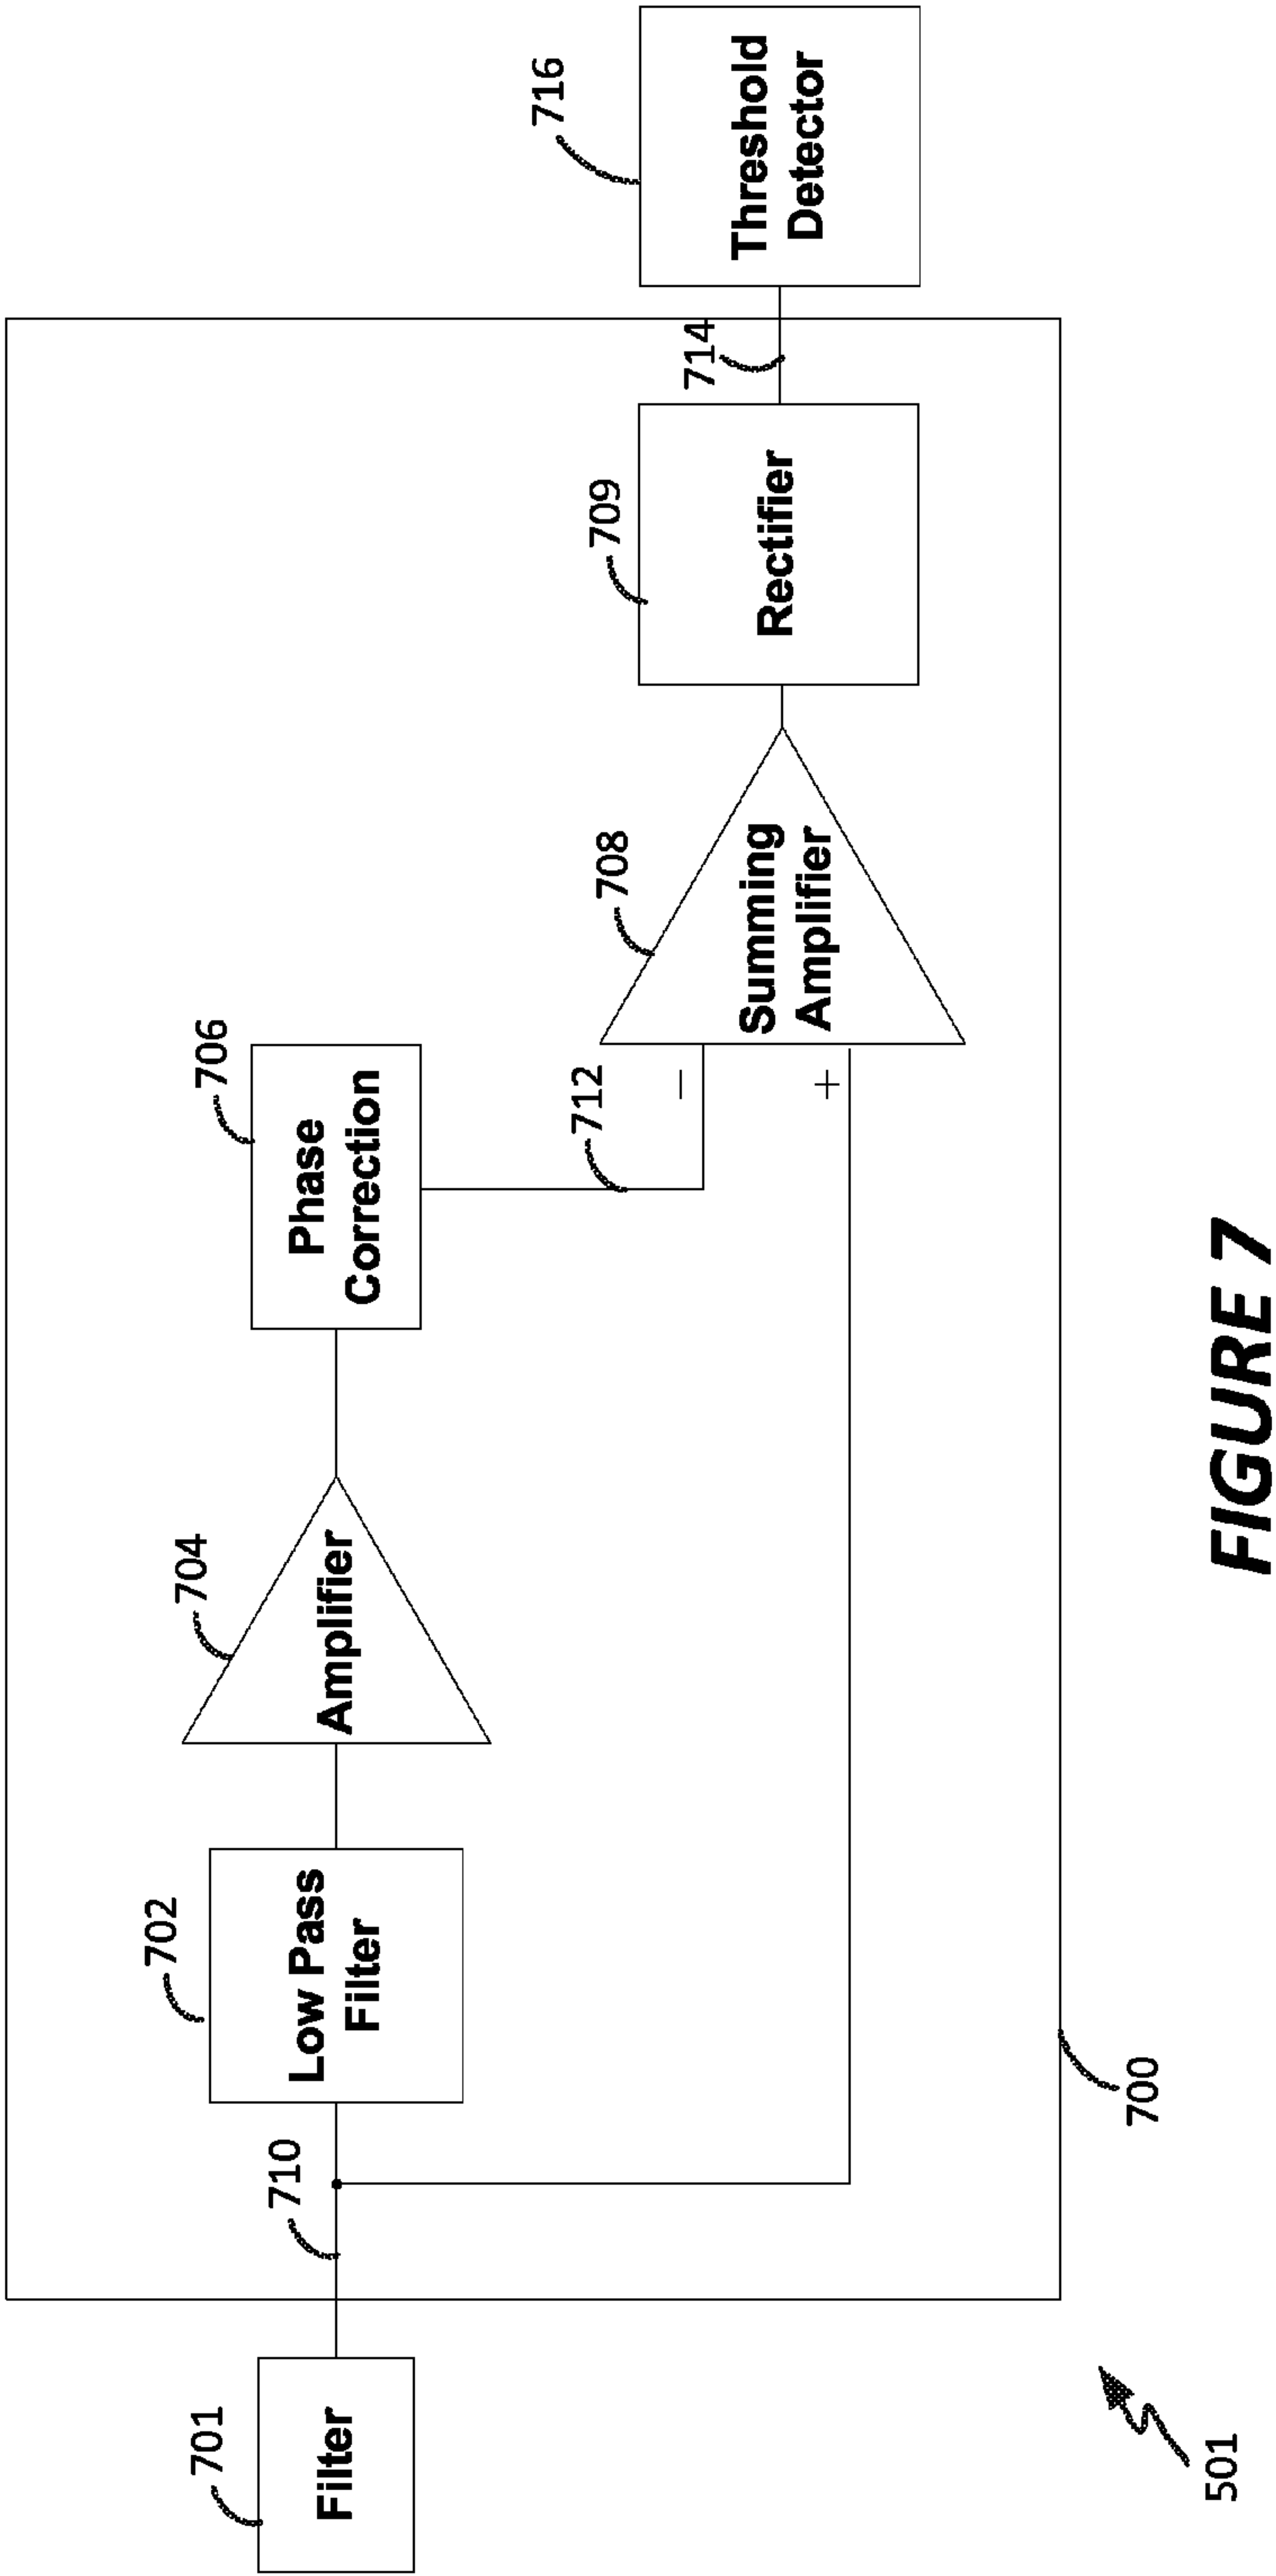 701
Filter
710
702
Low Pass
Filter
704
Amplifier
706
Phase
Correction
712
−
+
708
Summing
Amplifier
709
Rectifier
714
716
Threshold
Detector
700
501
FIGURE 7